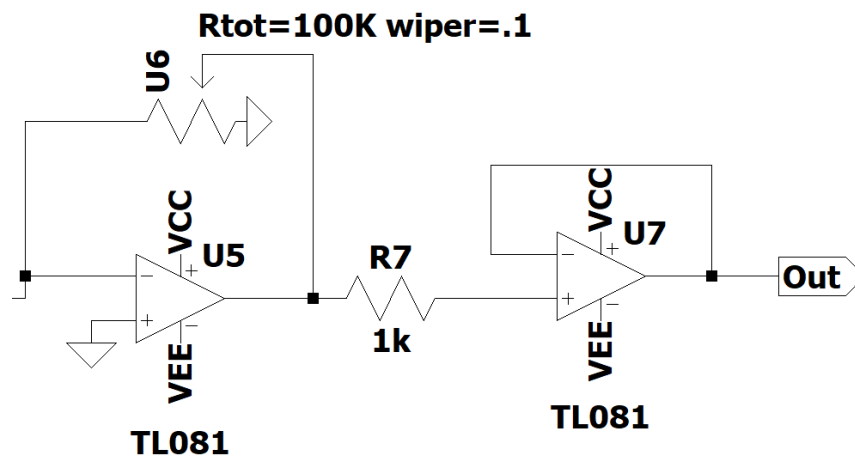 Rtot=100K wiper=.1
U6
VCC
U5
VEE
TL081
R7
1k
VCC
U7
VEE
TL081
Out